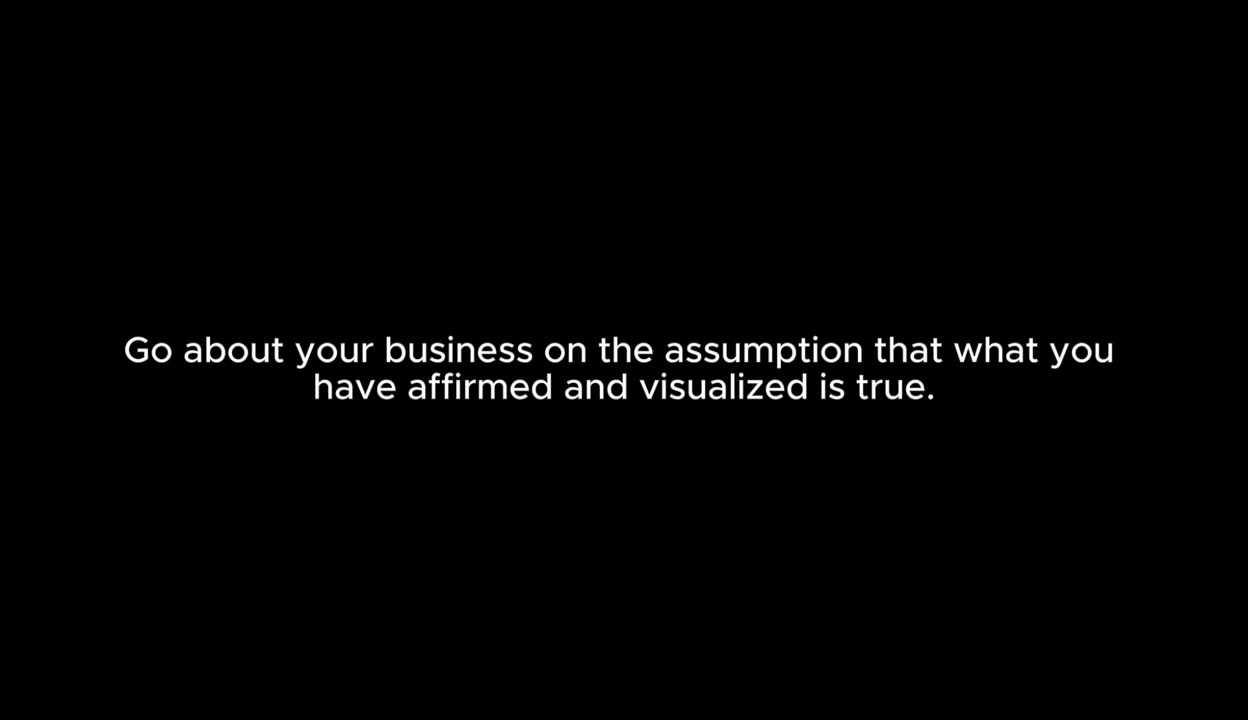 Go about your business on the assumption that what you
have affirmed and visualized is true.